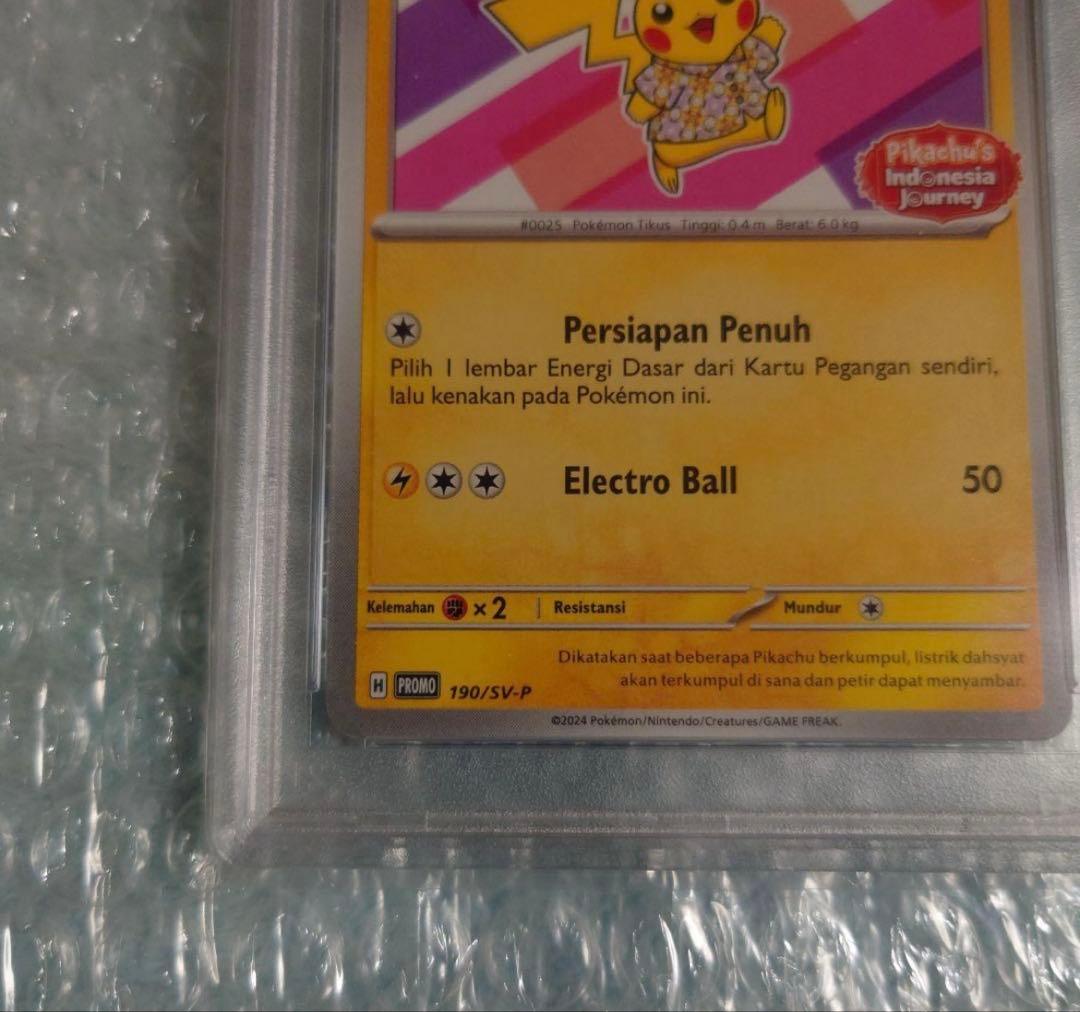 Pikachu's
Indonesia
Journey
#0025 Pokémon Tikus Tinggi: 0.4 m Berat: 6.0 kg
Persiapan Penuh
Pilih 1 lembar Energi Dasar dari Kartu Pegangan sendiri,
lalu kenakan pada Pokémon ini.
Electro Ball 50
Kelemahan ×2 Resistansi Mundur
Dikatakan saat beberapa Pikachu berkumpul, listrik dahsyat
akan terkumpul di sana dan petir dapat menyambar.
H PROMO 190/SV-P
©2024 Pokémon/Nintendo/Creatures/GAME FREAK.